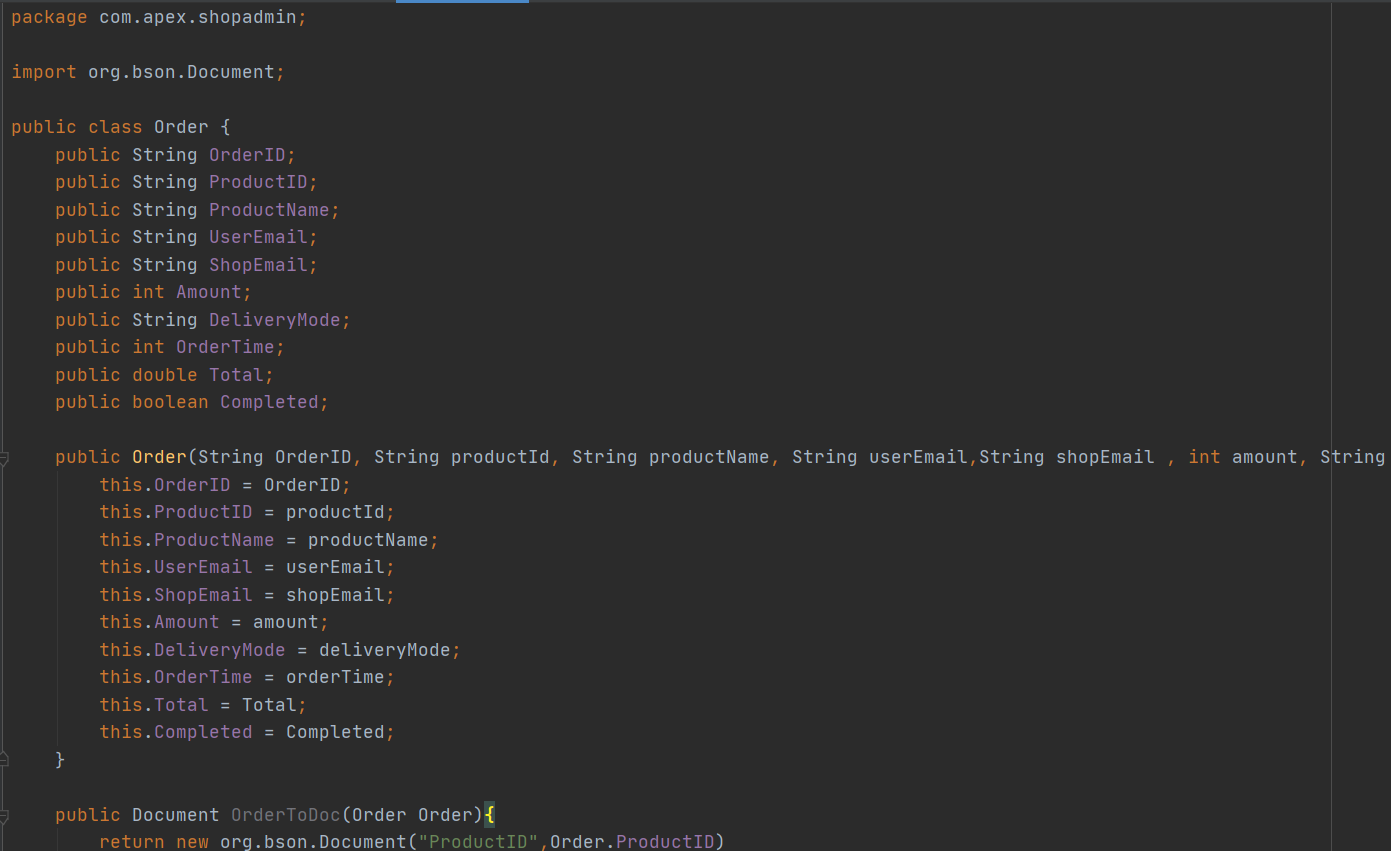 package com.apex.shopadmin;
import org.bson.Document;
public class Order {
    public String OrderID;
    public String ProductID;
    public String ProductName;
    public String UserEmail;
    public String ShopEmail;
    public int Amount;
    public String DeliveryMode;
    public int OrderTime;
    public double Total;
    public boolean Completed;
    public Order(String OrderID, String productId, String productName, String userEmail,String shopEmail , int amount, String
        this.OrderID = OrderID;
        this.ProductID = productId;
        this.ProductName = productName;
        this.UserEmail = userEmail;
        this.ShopEmail = shopEmail;
        this.Amount = amount;
        this.DeliveryMode = deliveryMode;
        this.OrderTime = orderTime;
        this.Total = Total;
        this.Completed = Completed;
    }
    public Document OrderToDoc(Order Order){
        return new org.bson.Document("ProductID",Order.ProductID)